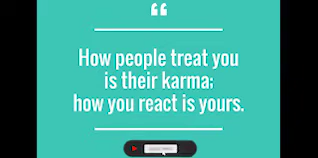 “
How people treat you
is their karma;
how you react is yours.